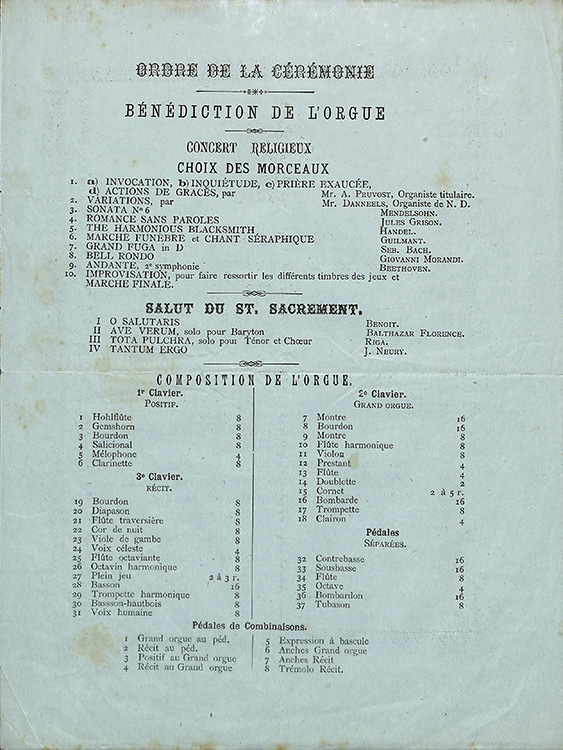 ORDRE DE LA CÉRÉMONIE
BÉNÉDICTION DE L'ORGUE
CONCERT RELIGIEUX
CHOIX DES MORCEAUX
1. a) INVOCATION, b) INQUIÉTUDE, c) PRIÈRE EXAUCÉE,
d) ACTIONS DE GRACES, par Mr. A. PRUVOST, Organiste titulaire.
2. VARIATIONS, par Mr. DANNEELS, Organiste de N. D.
3. SONATA No 6 MENDELSOHN.
4. ROMANCE SANS PAROLES JULES GRISON.
5. THE HARMONIOUS BLACKSMITH HANDEL.
6. MARCHE FUNÈBRE et CHANT SÉRAPHIQUE GUILMANT.
7. GRAND FUGA in D SEB. BACH.
8. BELL RONDO GIOVANNI MORANDI.
9. ANDANTE, 2e symphonie BEETHOVEN.
10. IMPROVISATION, pour faire ressortir les différents timbres des jeux et
MARCHE FINALE.
SALUT DU ST. SACREMENT.
I O SALUTARIS BENOIT.
II AVE VERUM, solo pour Baryton BALTHAZAR FLORENCE.
III TOTA PULCHRA, solo pour Ténor et Chœur RIGA.
IV TANTUM ERGO J. NEURY.
COMPOSITION DE L'ORGUE.
1r Clavier.
POSITIF.
1 Hohlflûte 8
2 Gemshorn 8
3 Bourdon 8
4 Salicional 8
5 Mélophone 4
6 Clarinette 8
3e Clavier.
RÉCIT.
19 Bourdon 8
20 Diapason 8
21 Flûte traversière 8
22 Cor de nuit 8
23 Viole de gambe 8
24 Voix céleste 4
25 Flûte octaviante 8
26 Octavin harmonique 8
27 Plein jeu 2 à 3 r.
28 Basson 16
29 Trompette harmonique 8
30 Bassson-hautbois 8
31 Voix humaine 8
2e Clavier.
GRAND ORGUE.
7 Montre 16
8 Bourdon 16
9 Montre 8
10 Flûte harmonique 8
11 Violon 8
12 Prestant 4
13 Flûte 4
14 Doublette 2
15 Cornet 2 à 5 r.
16 Bombarde 16
17 Trompette 8
18 Clairon 4
Pédales
SÉPARÉES.
32 Contrebasse 16
33 Sousbasse 16
34 Flûte 8
35 Octave 4
36 Bombardon 16
37 Tubason 8
Pédales de Combinaisons.
1 Grand orgue au péd.
2 Récit au péd.
3 Positif au Grand orgue
4 Récit au Grand orgue
5 Expression à bascule
6 Anches Grand orgue
7 Anches Récit
8 Trémolo Récit.